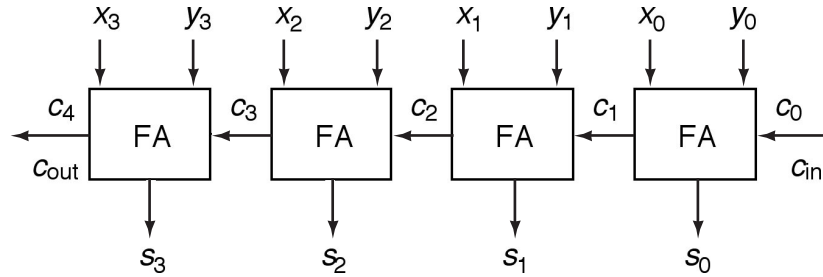 x₃ y₃ x₂ y₂ x₁ y₁ x₀ y₀
c₄ c₃ c₂ c₁ c₀
FA FA FA FA
cout cin
s₃ s₂ s₁ s₀